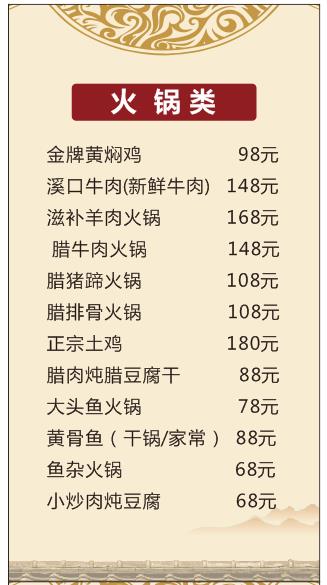 火锅类
金牌黄焖鸡 98元
溪口牛肉(新鲜牛肉) 148元
滋补羊肉火锅 168元
腊牛肉火锅 148元
腊猪蹄火锅 108元
腊排骨火锅 108元
正宗土鸡 180元
腊肉炖腊豆腐干 88元
大头鱼火锅 78元
黄骨鱼（干锅/家常） 88元
鱼杂火锅 68元
小炒肉炖豆腐 68元